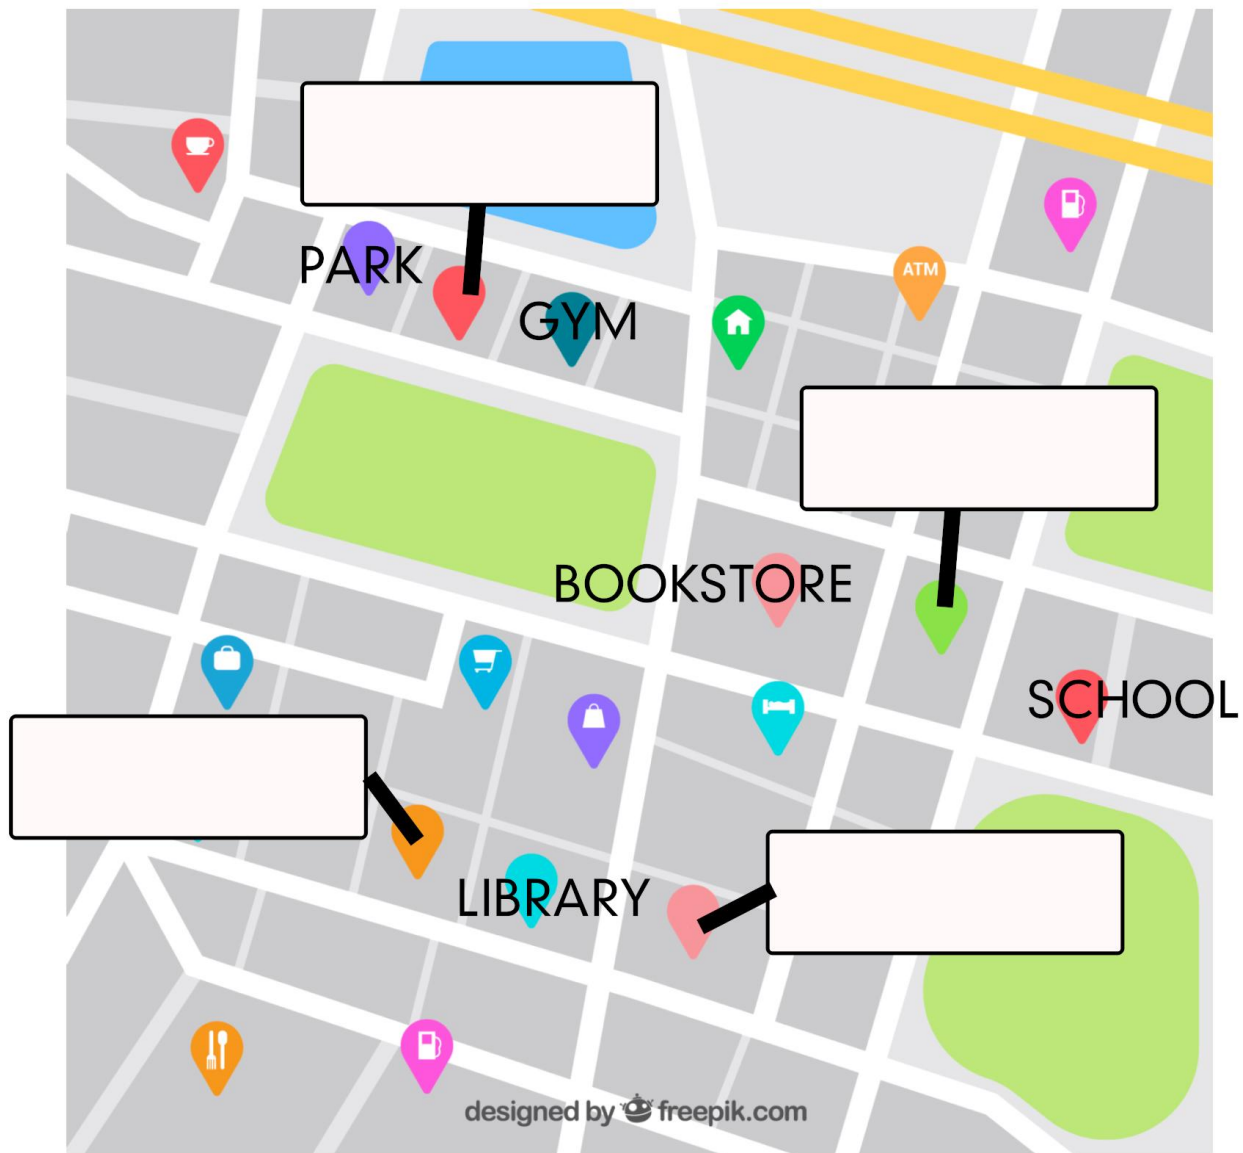 PARK
ATM
GYM
BOOKSTORE
SCHOOL
LIBRARY
designed by freepik.com